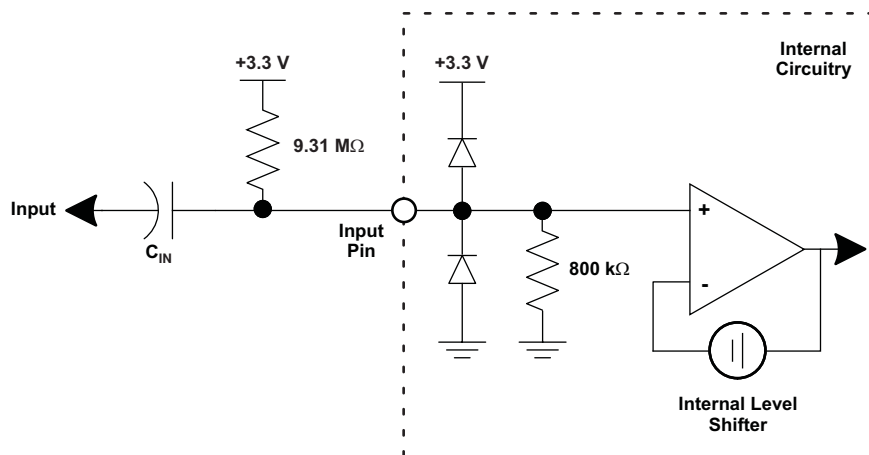 Internal
Circuitry
+3.3 V
+3.3 V
9.31 MΩ
Input
C_IN
Input
Pin
+
-
800 kΩ
Internal Level
Shifter